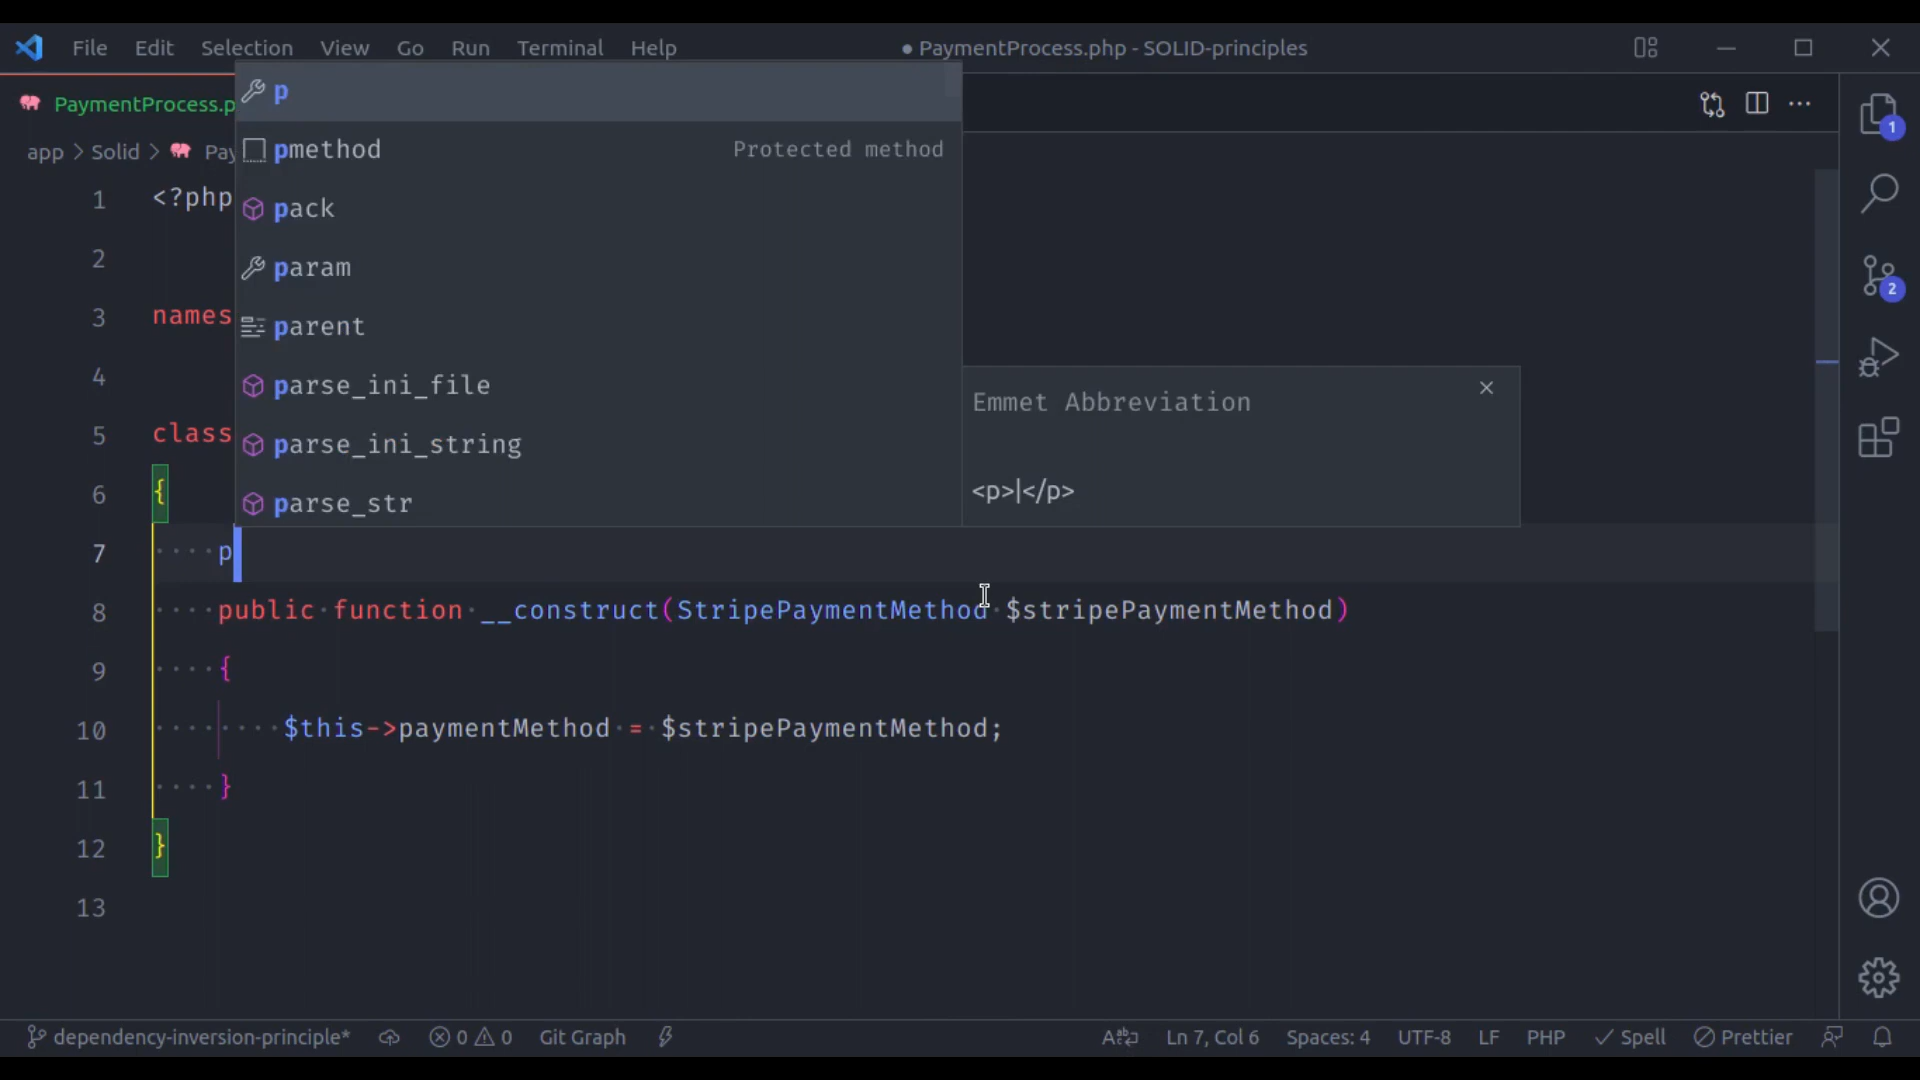 File Edit Selection View Go Run Terminal Help ● PaymentProcess.php - SOLID-principles
PaymentProcess.p
app > Solid > Pay
p
pmethod Protected method
pack
param
parent
parse_ini_file
parse_ini_string
parse_str
Emmet Abbreviation
<p>|</p>
1 <?php
2
3 names
4
5 class
6 {
7 ····p
8 ····public·function·__construct(StripePaymentMethod·$stripePaymentMethod)
9 ····{
10 ········$this->paymentMethod·=·$stripePaymentMethod;
11 ····}
12 }
13
1
2
dependency-inversion-principle* 0 0 Git Graph Ln 7, Col 6 Spaces: 4 UTF-8 LF PHP Spell Prettier